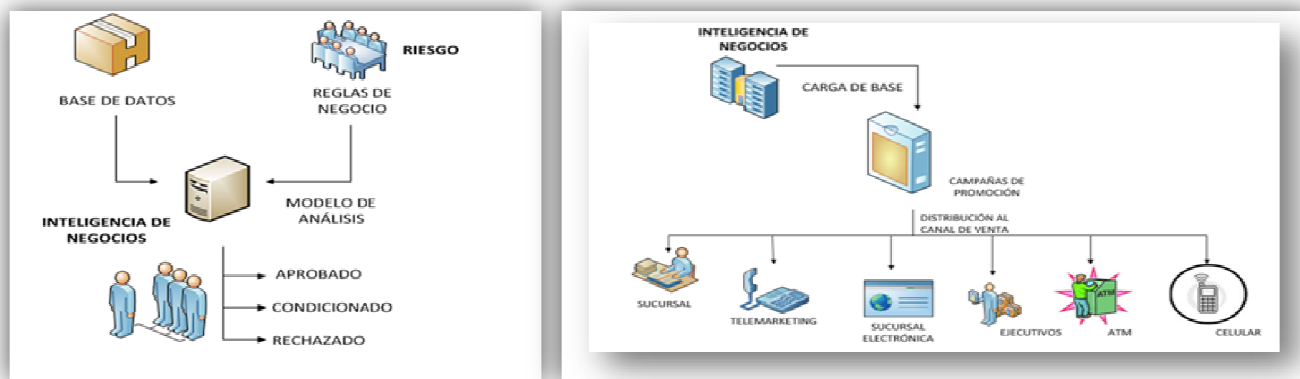 RIESGO
BASE DE DATOS
REGLAS DE
NEGOCIO
MODELO DE
ANÁLISIS
INTELIGENCIA DE
NEGOCIOS
APROBADO
CONDICIONADO
RECHAZADO
INTELIGENCIA DE
NEGOCIOS
CARGA DE BASE
CAMPAÑAS DE
PROMOCIÓN
DISTRIBUCIÓN AL
CANAL DE VENTA
SUCURSAL
TELEMARKETING
SUCURSAL
ELECTRÓNICA
EJECUTIVOS
ATM
ATM
CELULAR